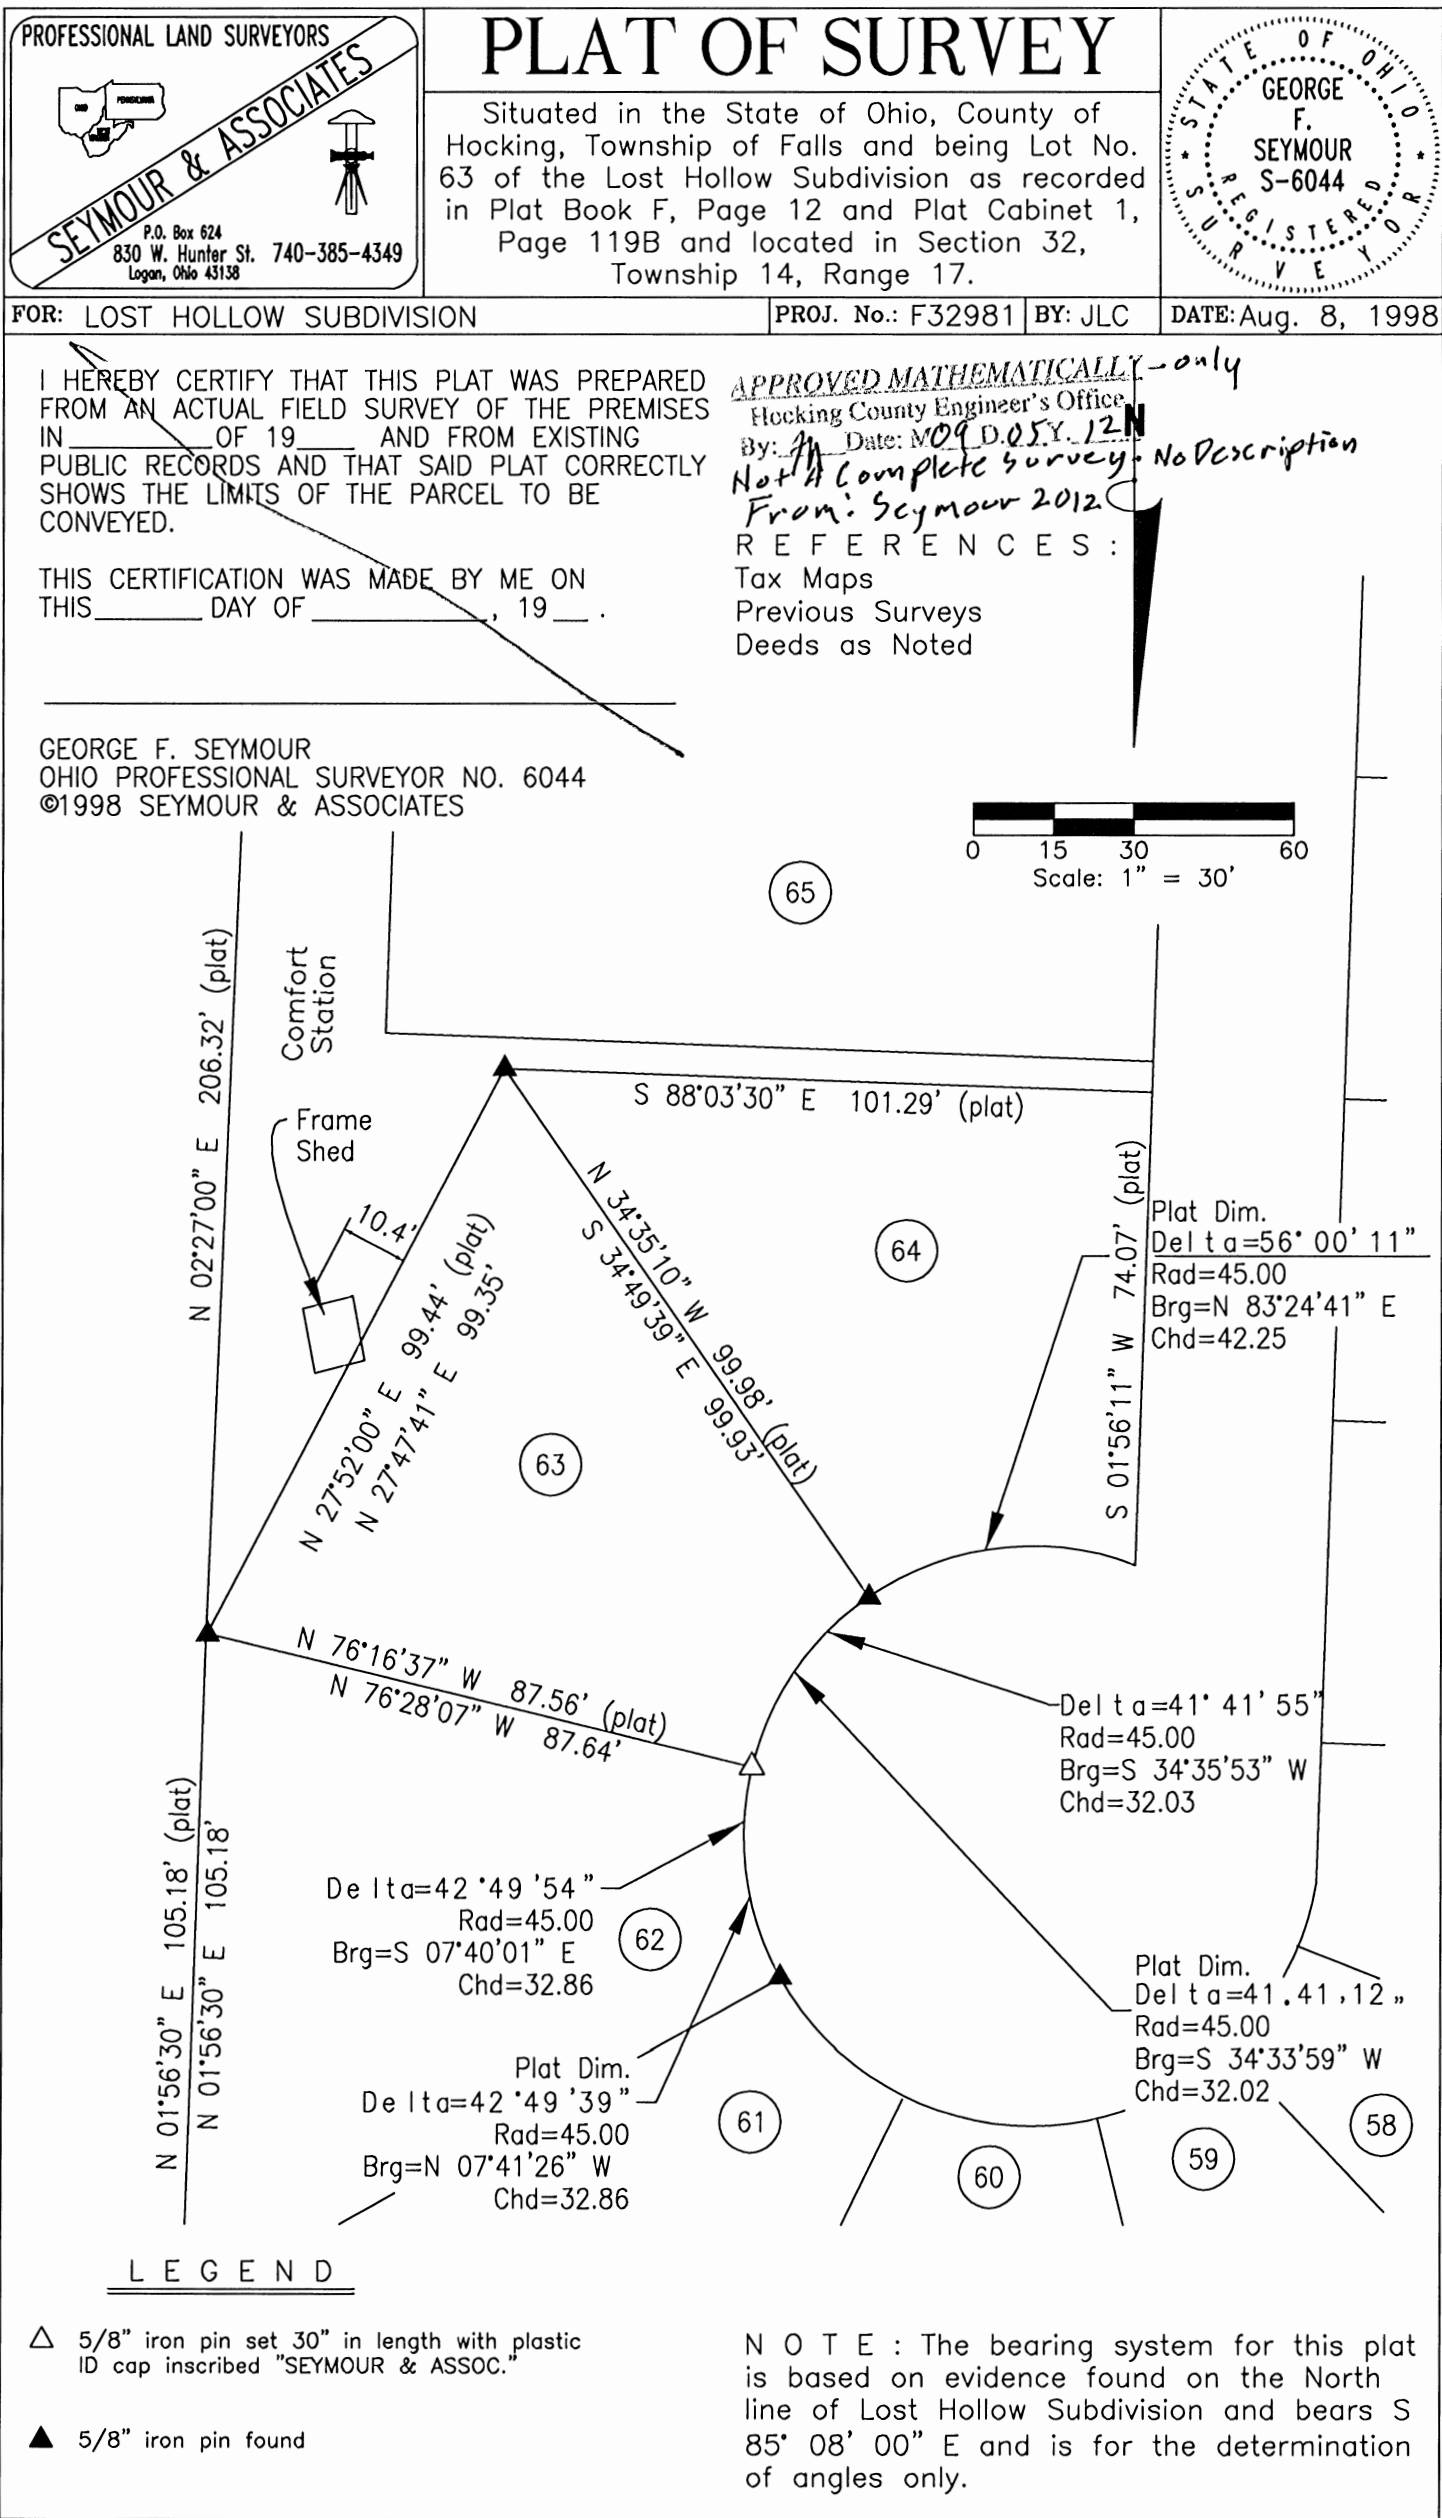 PROFESSIONAL LAND SURVEYORS
OHIO
PENNSYLVANIA
SEYMOUR & ASSOCIATES
P.O. Box 624
830 W. Hunter St. 740-385-4349
Logan, Ohio 43138
PLAT OF SURVEY
Situated in the State of Ohio, County of
Hocking, Township of Falls and being Lot No.
63 of the Lost Hollow Subdivision as recorded
in Plat Book F, Page 12 and Plat Cabinet 1,
Page 119B and located in Section 32,
Township 14, Range 17.
STATE OF OHIO
GEORGE
F.
SEYMOUR
S-6044
REGISTERED
SURVEYOR
FOR: LOST HOLLOW SUBDIVISION
PROJ. No.: F32981
BY: JLC
DATE: Aug. 8, 1998
I HEREBY CERTIFY THAT THIS PLAT WAS PREPARED
FROM AN ACTUAL FIELD SURVEY OF THE PREMISES
IN__________OF 19____ AND FROM EXISTING
PUBLIC RECORDS AND THAT SAID PLAT CORRECTLY
SHOWS THE LIMITS OF THE PARCEL TO BE
CONVEYED.
THIS CERTIFICATION WAS MADE BY ME ON
THIS_______ DAY OF____________, 19__ .
GEORGE F. SEYMOUR
OHIO PROFESSIONAL SURVEYOR NO. 6044
©1998 SEYMOUR & ASSOCIATES
APPROVED MATHEMATICALLY - only
Hocking County Engineer's Office
By: Date: M09 D.05Y. 12
N
Not A Complete Survey. No Description
From: Seymour 2012
R E F E R E N C E S :
Tax Maps
Previous Surveys
Deeds as Noted
0 15 30 60
Scale: 1" = 30'
65
N 02°27'00" E 206.32' (plat)
Comfort
Station
S 88°03'30" E 101.29' (plat)
Frame
Shed
10.4'
N 27°52'00" E 99.44' (plat)
N 27°47'41" E 99.35'
N 34°35'10" W 99.98' (plat)
S 34°49'39" E 99.93'
64
S 01°56'11" W 74.07' (plat)
Plat Dim.
Delta=56° 00' 11"
Rad=45.00
Brg=N 83°24'41" E
Chd=42.25
63
N 76°16'37" W 87.56' (plat)
N 76°28'07" W 87.64'
Delta=41° 41' 55"
Rad=45.00
Brg=S 34°35'53" W
Chd=32.03
N 01°56'30" E 105.18' (plat)
N 01°56'30" E 105.18'
Delta=42°49'54"
Rad=45.00
Brg=S 07°40'01" E
Chd=32.86
62
Plat Dim.
Delta=41.41,12"
Rad=45.00
Brg=S 34°33'59" W
Chd=32.02
Plat Dim.
Delta=42°49'39"
Rad=45.00
Brg=N 07°41'26" W
Chd=32.86
61
60
59
58
L E G E N D
5/8" iron pin set 30" in length with plastic
ID cap inscribed "SEYMOUR & ASSOC."
5/8" iron pin found
N O T E : The bearing system for this plat
is based on evidence found on the North
line of Lost Hollow Subdivision and bears S
85° 08' 00" E and is for the determination
of angles only.